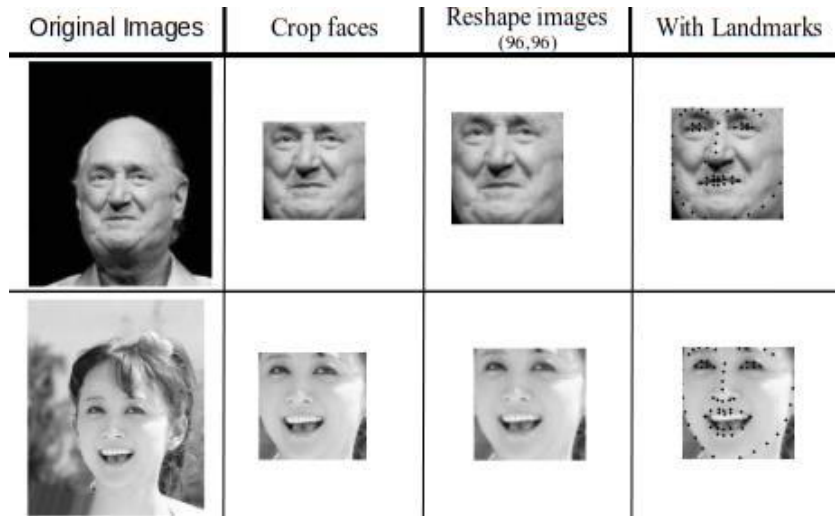 Original Images
Crop faces
Reshape images
(96,96)
With Landmarks